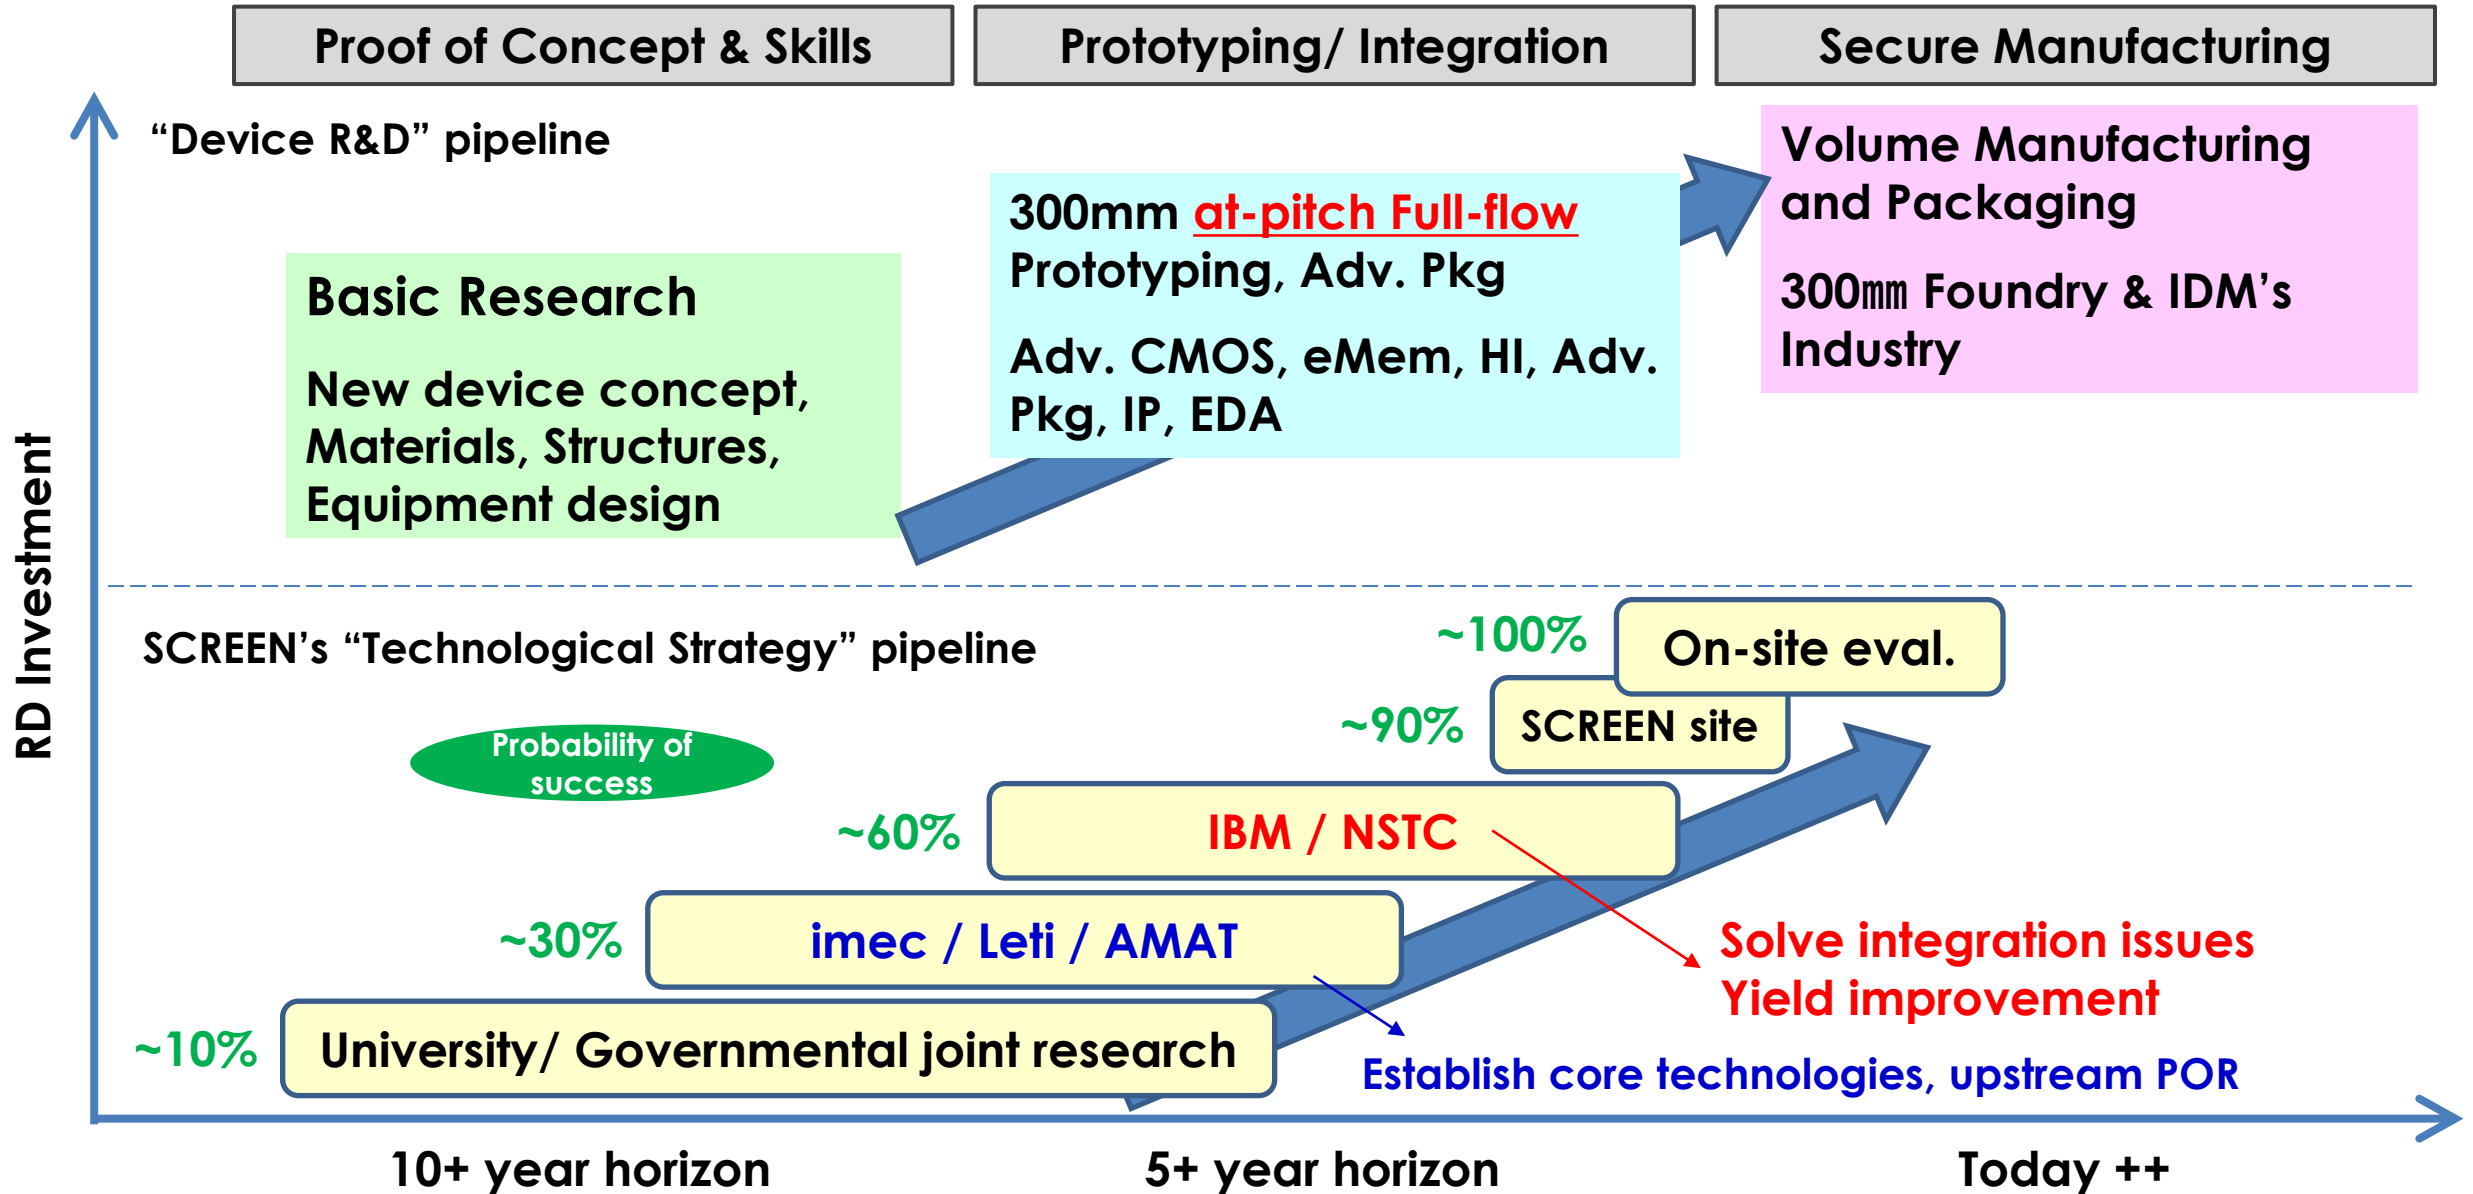 Proof of Concept & Skills
Prototyping/ Integration
Secure Manufacturing
“Device R&D” pipeline
Basic Research
New device concept,
Materials, Structures,
Equipment design
300mm at-pitch Full-flow
Prototyping, Adv. Pkg
Adv. CMOS, eMem, HI, Adv.
Pkg, IP, EDA
Volume Manufacturing
and Packaging
300㎜ Foundry & IDM’s
Industry
RD Investment
SCREEN’s “Technological Strategy” pipeline
Probability of
success
~100%
On-site eval.
~90%
SCREEN site
~60%
IBM / NSTC
~30%
imec / Leti / AMAT
~10%
University/ Governmental joint research
Solve integration issues
Yield improvement
Establish core technologies, upstream POR
10+ year horizon
5+ year horizon
Today ++